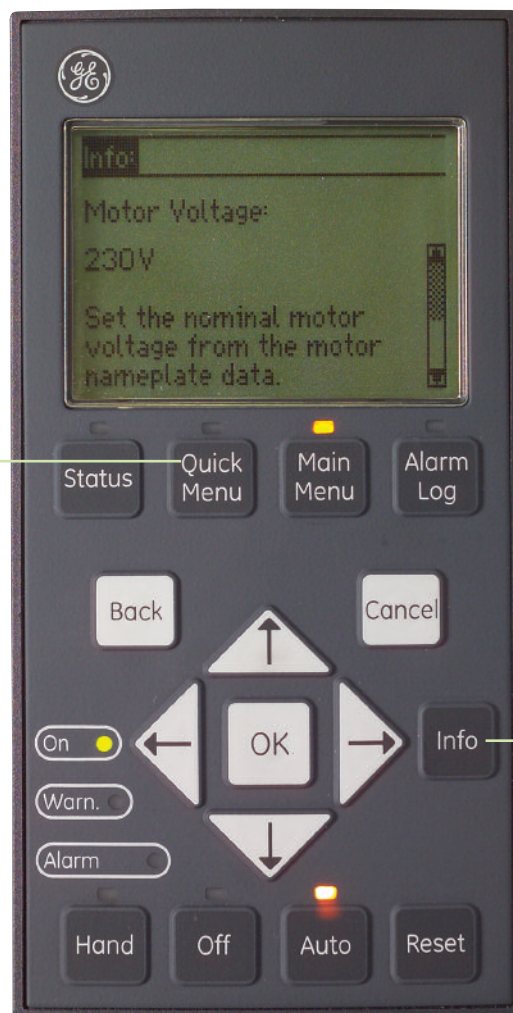 GE
Info:
Motor Voltage:
230V
Set the nominal motor
voltage from the motor
nameplate data.
Status
Quick
Menu
Main
Menu
Alarm
Log
Back
Cancel
OK
Info
On
Warn.
Alarm
Hand
Off
Auto
Reset